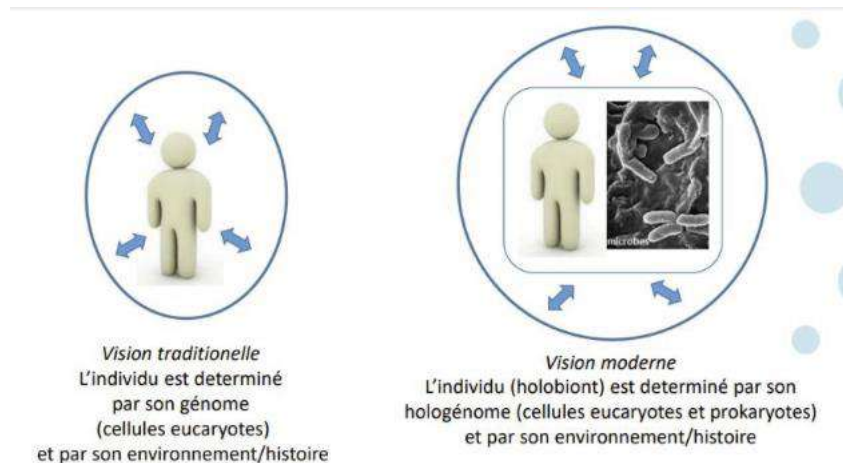 microbes
Vision traditionelle
L'individu est determiné
par son génome
(cellules eucaryotes)
et par son environnement/histoire
Vision moderne
L'individu (holobiont) est determiné par son
hologénome (cellules eucaryotes et prokaryotes)
et par son environnement/histoire